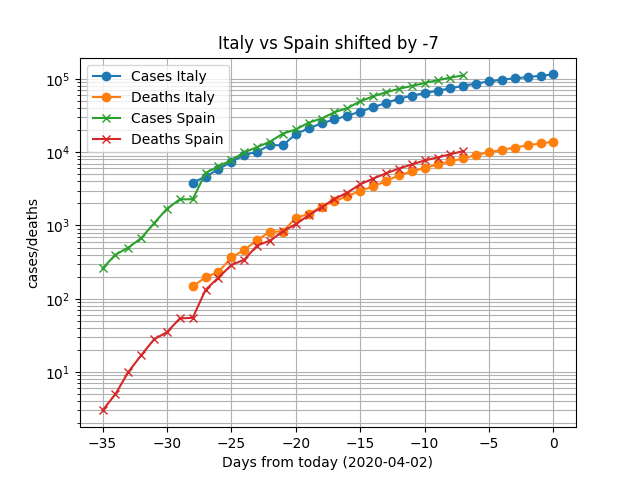 Italy vs Spain shifted by -7
Cases Italy
Deaths Italy
Cases Spain
Deaths Spain
cases/deaths
10^5
10^4
10^3
10^2
10^1
−35 −30 −25 −20 −15 −10 −5 0
Days from today (2020-04-02)